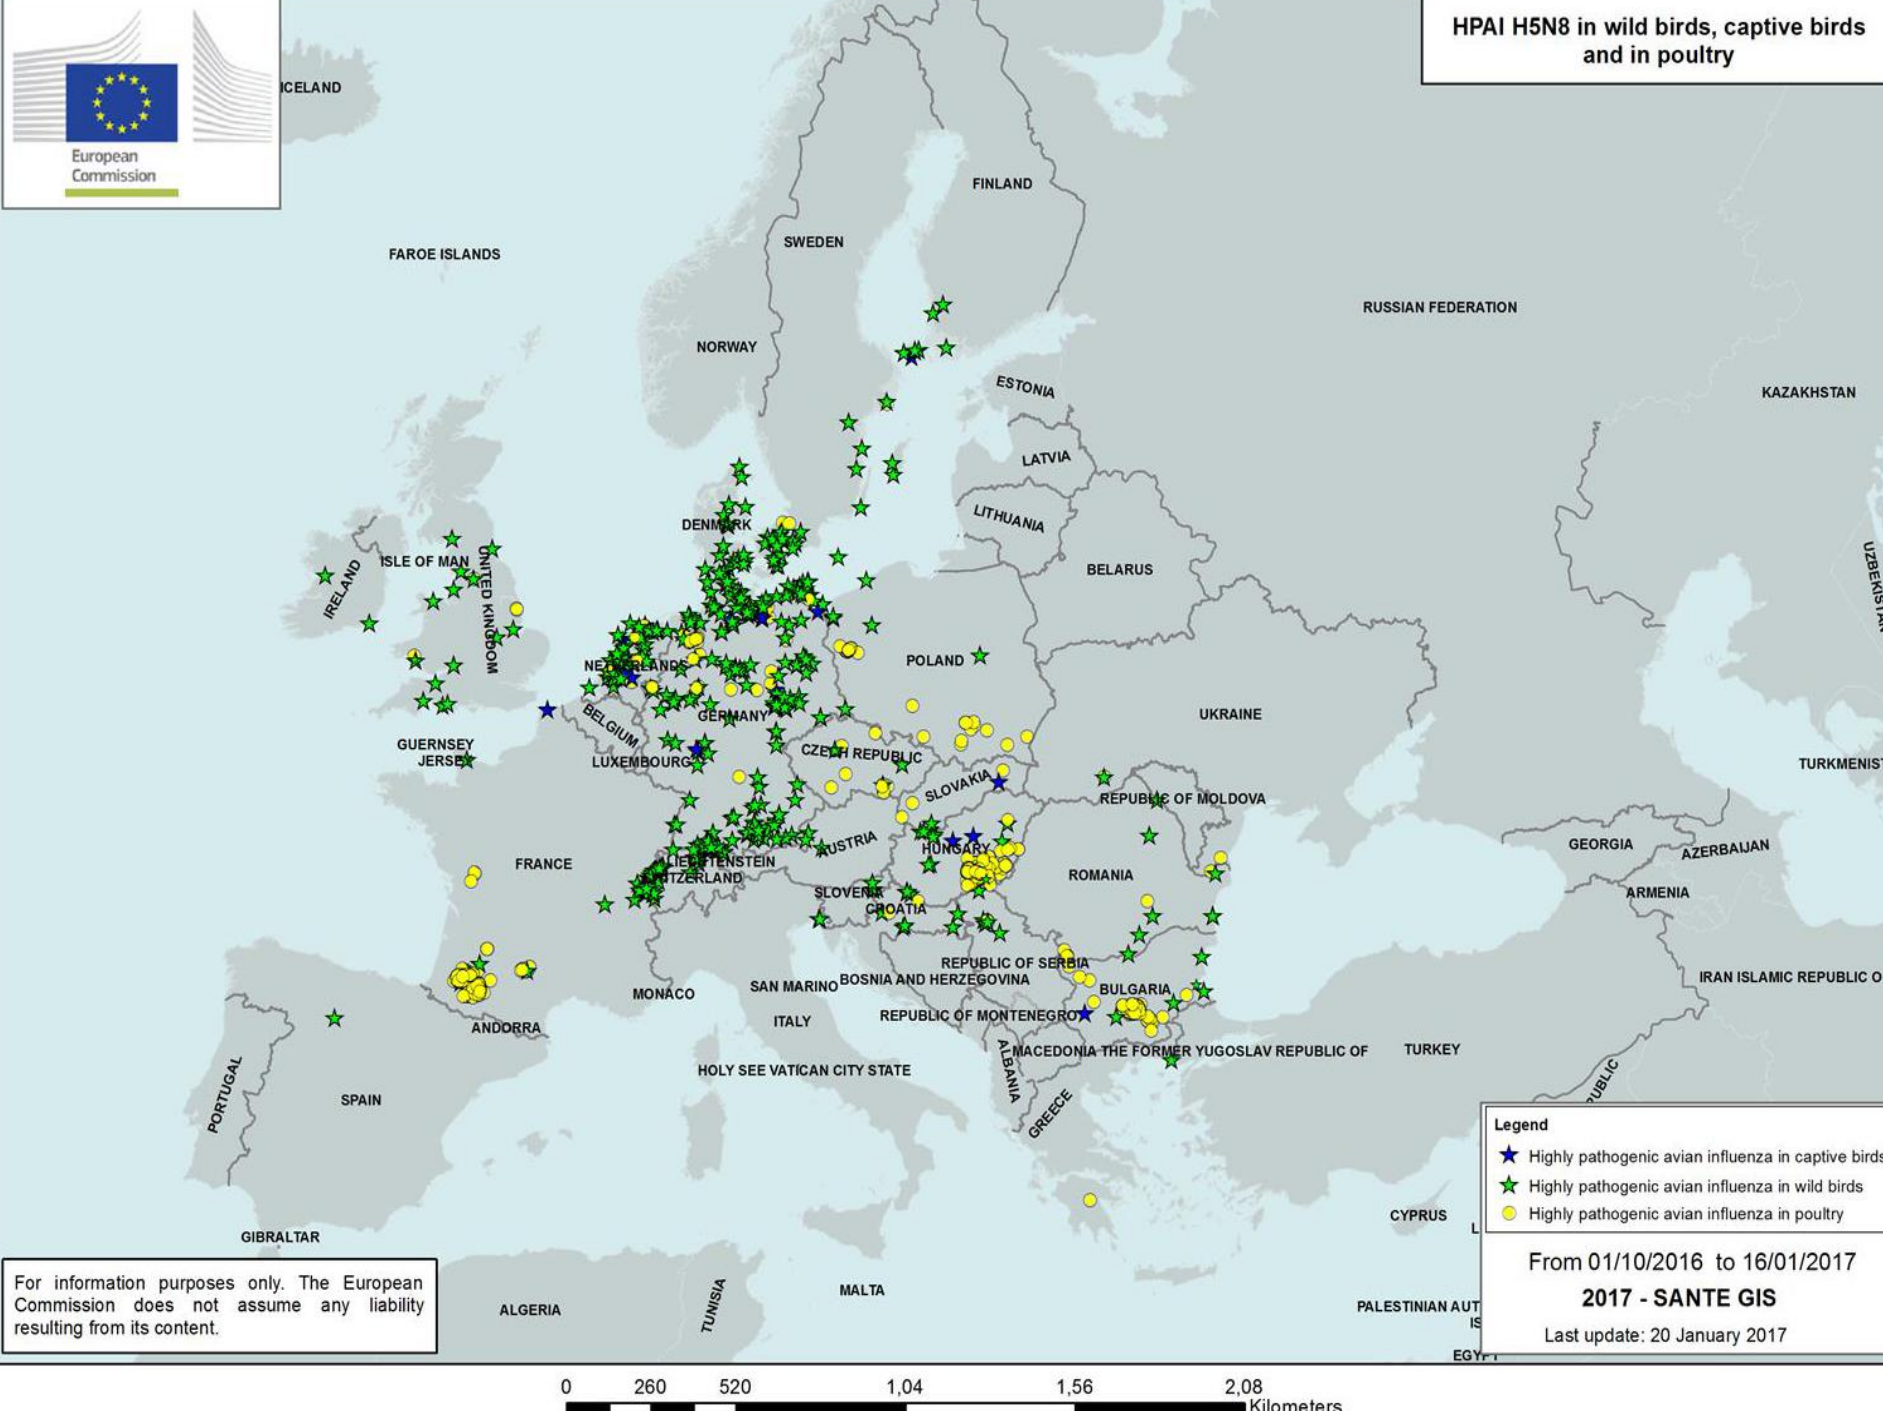 HPAI H5N8 in wild birds, captive birds
and in poultry
European
Commission
ICELAND
FINLAND
SWEDEN
FAROE ISLANDS
RUSSIAN FEDERATION
NORWAY
ESTONIA
KAZAKHSTAN
LATVIA
LITHUANIA
DENMARK
ISLE OF MAN
UNITED KINGDOM
IRELAND
BELARUS
UZBEKISTAN
NETHERLANDS
POLAND
GERMANY
BELGIUM
UKRAINE
GUERNSEY
JERSEY
LUXEMBOURG
CZECH REPUBLIC
SLOVAKIA
TURKMENIST
REPUBLIC OF MOLDOVA
AUSTRIA
HUNGARY
GEORGIA
AZERBAIJAN
FRANCE
LIECHTENSTEIN
SWITZERLAND
ROMANIA
SLOVENIA
CROATIA
ARMENIA
REPUBLIC OF SERBIA
BOSNIA AND HERZEGOVINA
SAN MARINO
MONACO
BULGARIA
IRAN ISLAMIC REPUBLIC O
ITALY
REPUBLIC OF MONTENEGRO
ANDORRA
ALBANIA
MACEDONIA THE FORMER YUGOSLAV REPUBLIC OF
TURKEY
HOLY SEE VATICAN CITY STATE
PORTUGAL
SPAIN
GREECE
PUBLIC
Legend
Highly pathogenic avian influenza in captive birds
Highly pathogenic avian influenza in wild birds
Highly pathogenic avian influenza in poultry
CYPRUS
L
GIBRALTAR
From 01/10/2016 to 16/01/2017
2017 - SANTE GIS
Last update: 20 January 2017
For information purposes only. The European
Commission does not assume any liability
resulting from its content.
ALGERIA
TUNISIA
MALTA
PALESTINIAN AUT
IS
EGYPT
0 260 520 1,04 1,56 2,08
Kilometers